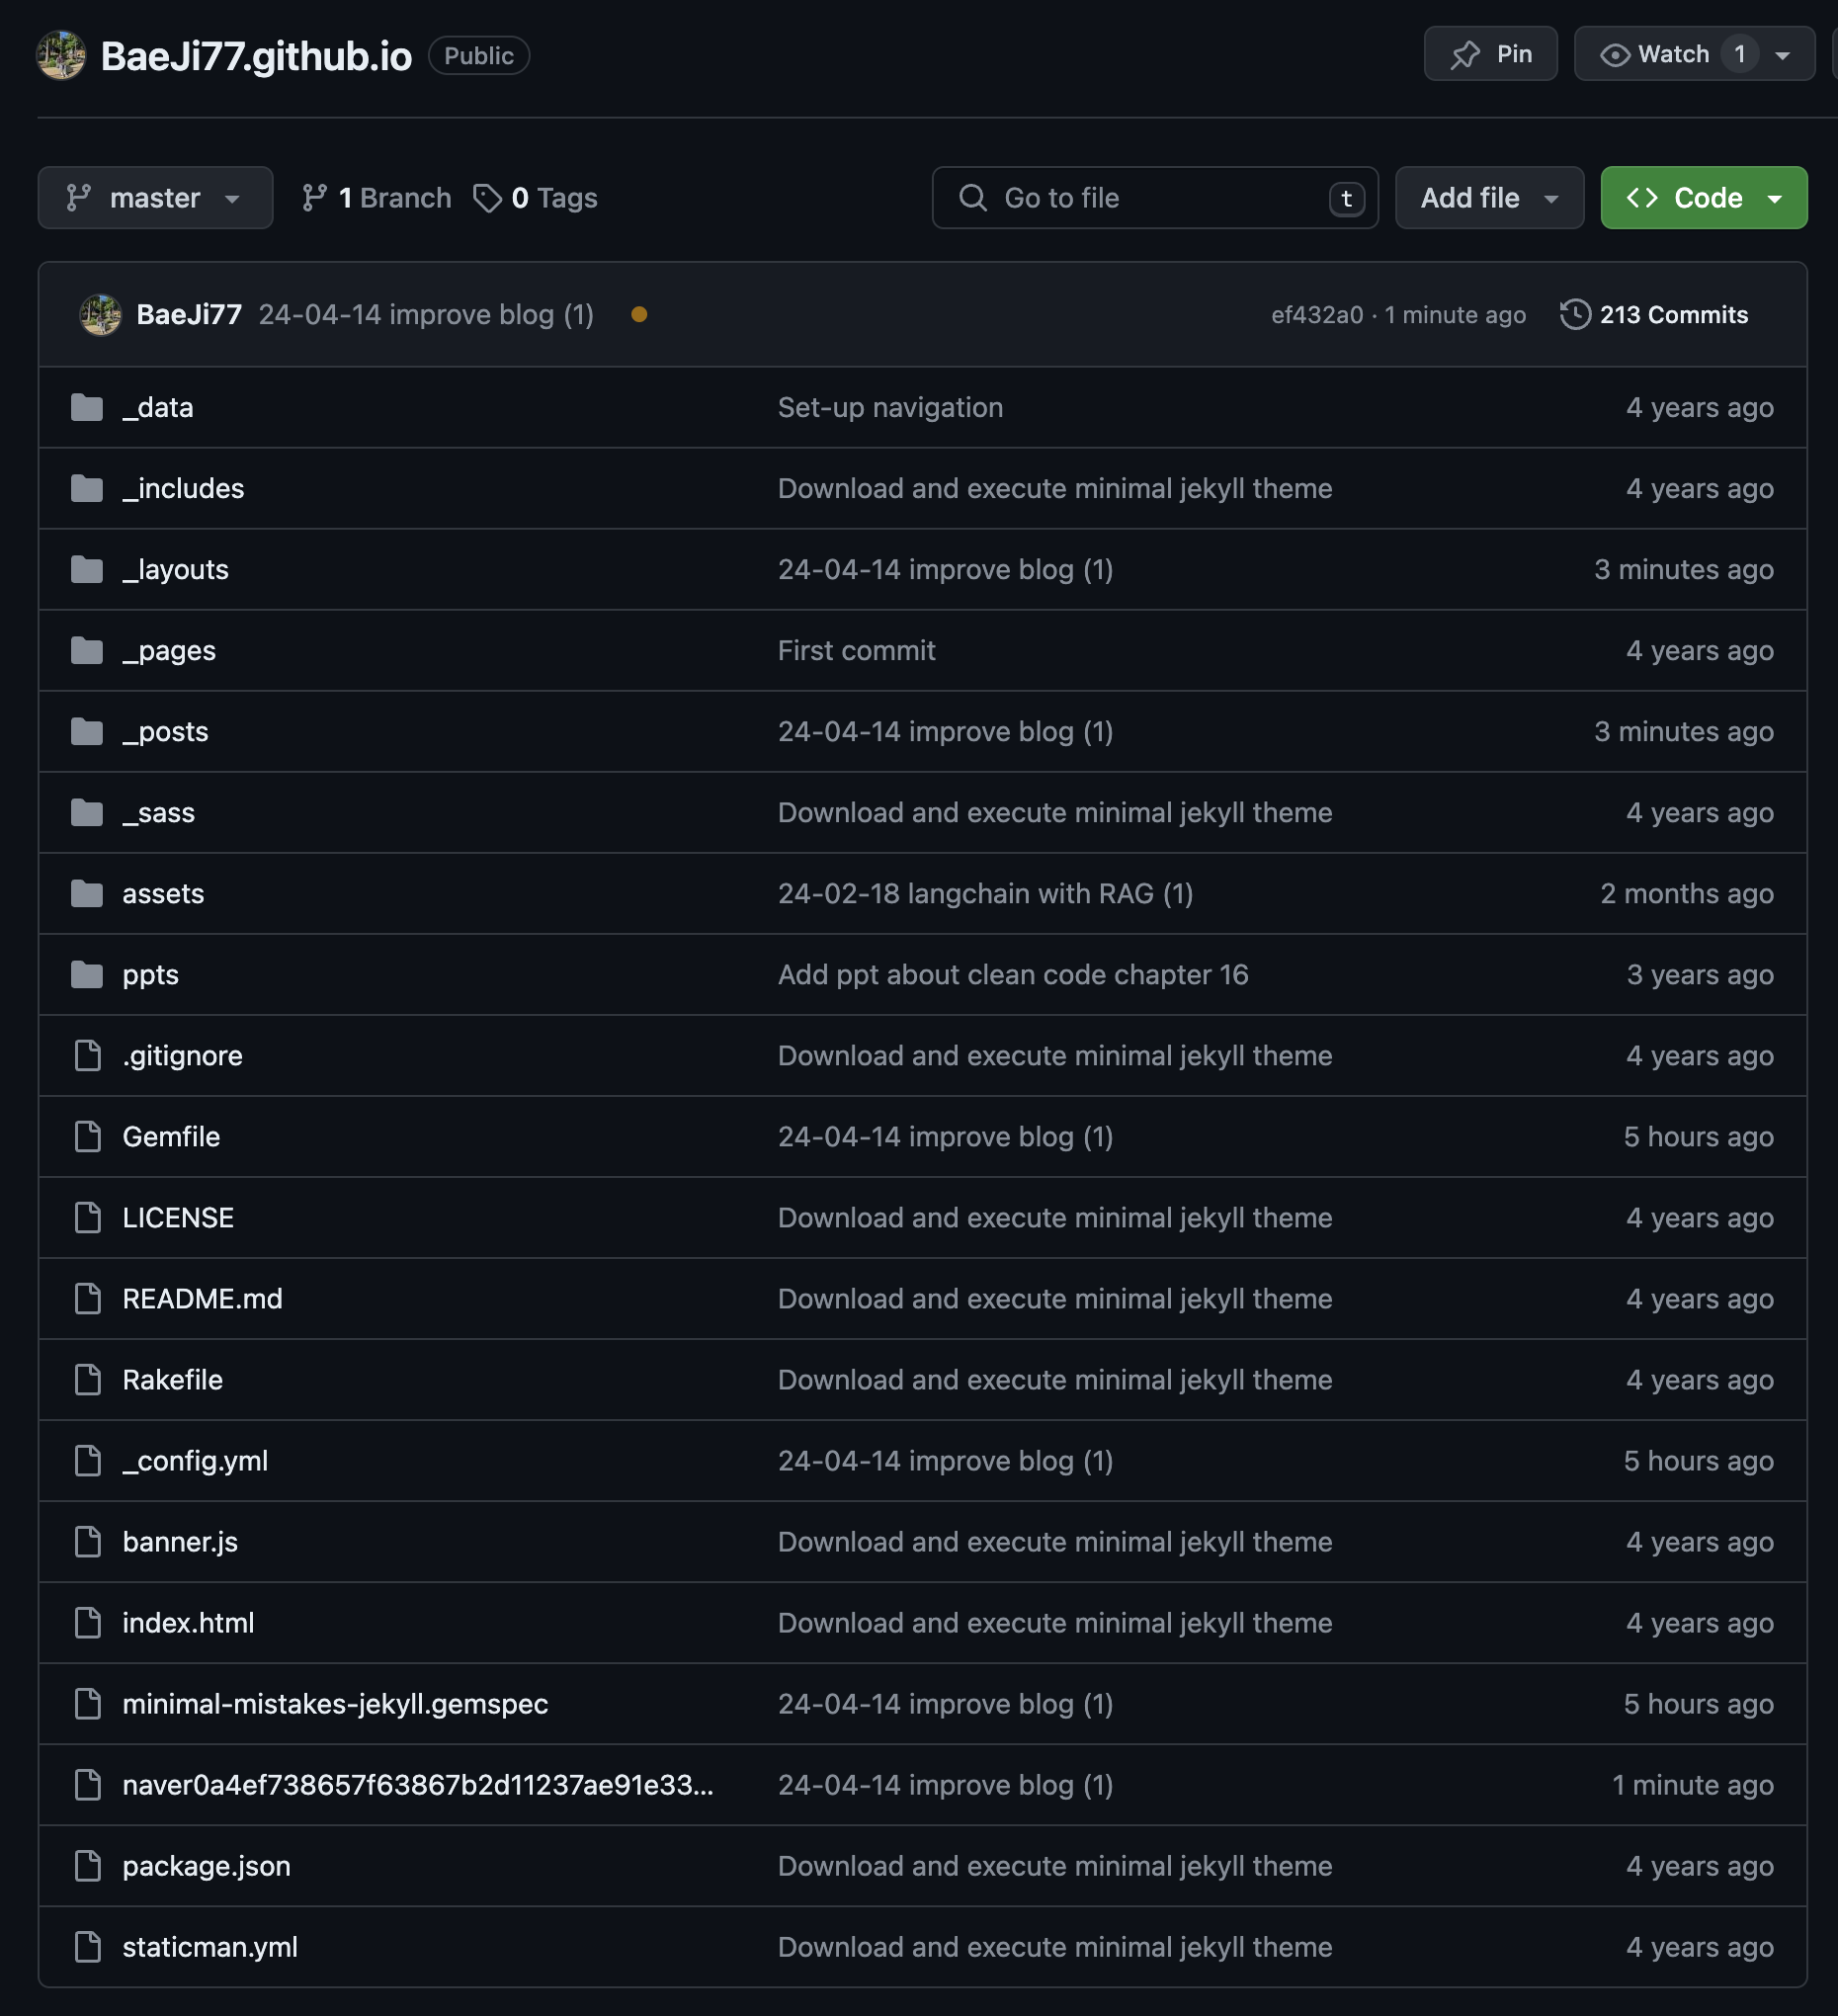 BaeJi77.github.io Public Pin Watch 1
master 1 Branch 0 Tags Go to file t Add file Code
BaeJi77 24-04-14 improve blog (1) ef432a0 · 1 minute ago 213 Commits
_data Set-up navigation 4 years ago
_includes Download and execute minimal jekyll theme 4 years ago
_layouts 24-04-14 improve blog (1) 3 minutes ago
_pages First commit 4 years ago
_posts 24-04-14 improve blog (1) 3 minutes ago
_sass Download and execute minimal jekyll theme 4 years ago
assets 24-02-18 langchain with RAG (1) 2 months ago
ppts Add ppt about clean code chapter 16 3 years ago
.gitignore Download and execute minimal jekyll theme 4 years ago
Gemfile 24-04-14 improve blog (1) 5 hours ago
LICENSE Download and execute minimal jekyll theme 4 years ago
README.md Download and execute minimal jekyll theme 4 years ago
Rakefile Download and execute minimal jekyll theme 4 years ago
_config.yml 24-04-14 improve blog (1) 5 hours ago
banner.js Download and execute minimal jekyll theme 4 years ago
index.html Download and execute minimal jekyll theme 4 years ago
minimal-mistakes-jekyll.gemspec 24-04-14 improve blog (1) 5 hours ago
naver0a4ef738657f63867b2d11237ae91e33... 24-04-14 improve blog (1) 1 minute ago
package.json Download and execute minimal jekyll theme 4 years ago
staticman.yml Download and execute minimal jekyll theme 4 years ago